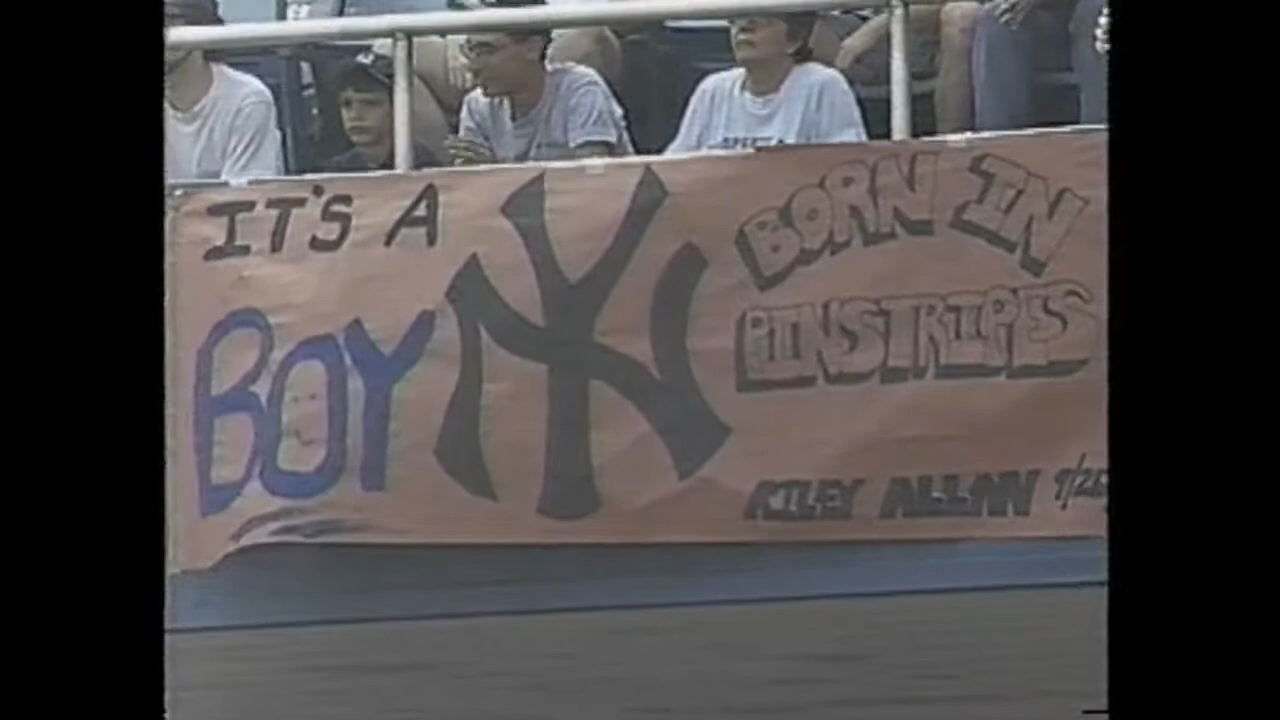 IT'S A
BOY
NY
BORN IN
PINSTRIPES
RILEY ALLAN